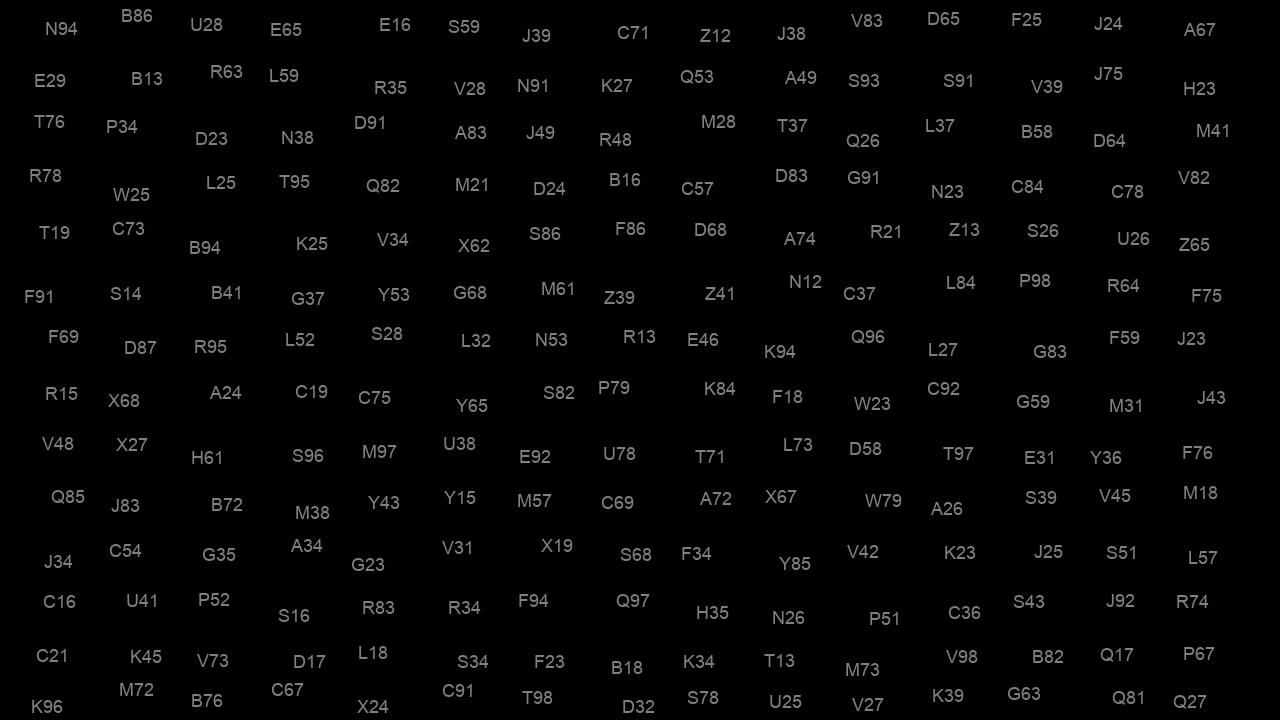 N94 B86 U28 E65 E16 S59 J39 C71 Z12 J38 V83 D65 F25 J24 A67
E29 B13 R63 L59 R35 V28 N91 K27 Q53 A49 S93 S91 V39 J75 H23
T76 P34 D23 N38 D91 A83 J49 R48 M28 T37 Q26 L37 B58 D64 M41
R78 W25 L25 T95 Q82 M21 D24 B16 C57 D83 G91 N23 C84 C78 V82
T19 C73 B94 K25 V34 X62 S86 F86 D68 A74 R21 Z13 S26 U26 Z65
F91 S14 B41 G37 Y53 G68 M61 Z39 Z41 N12 C37 L84 P98 R64 F75
F69 D87 R95 L52 S28 L32 N53 R13 E46 K94 Q96 L27 G83 F59 J23
R15 X68 A24 C19 C75 Y65 S82 P79 K84 F18 W23 C92 G59 M31 J43
V48 X27 H61 S96 M97 U38 E92 U78 T71 L73 D58 T97 E31 Y36 F76
Q85 J83 B72 M38 Y43 Y15 M57 C69 A72 X67 W79 A26 S39 V45 M18
J34 C54 G35 A34 G23 V31 X19 S68 F34 Y85 V42 K23 J25 S51 L57
C16 U41 P52 S16 R83 R34 F94 Q97 H35 N26 P51 C36 S43 J92 R74
C21 K45 V73 D17 L18 S34 F23 B18 K34 T13 M73 V98 B82 Q17 P67
K96 M72 B76 C67 X24 C91 T98 D32 S78 U25 V27 K39 G63 Q81 Q27